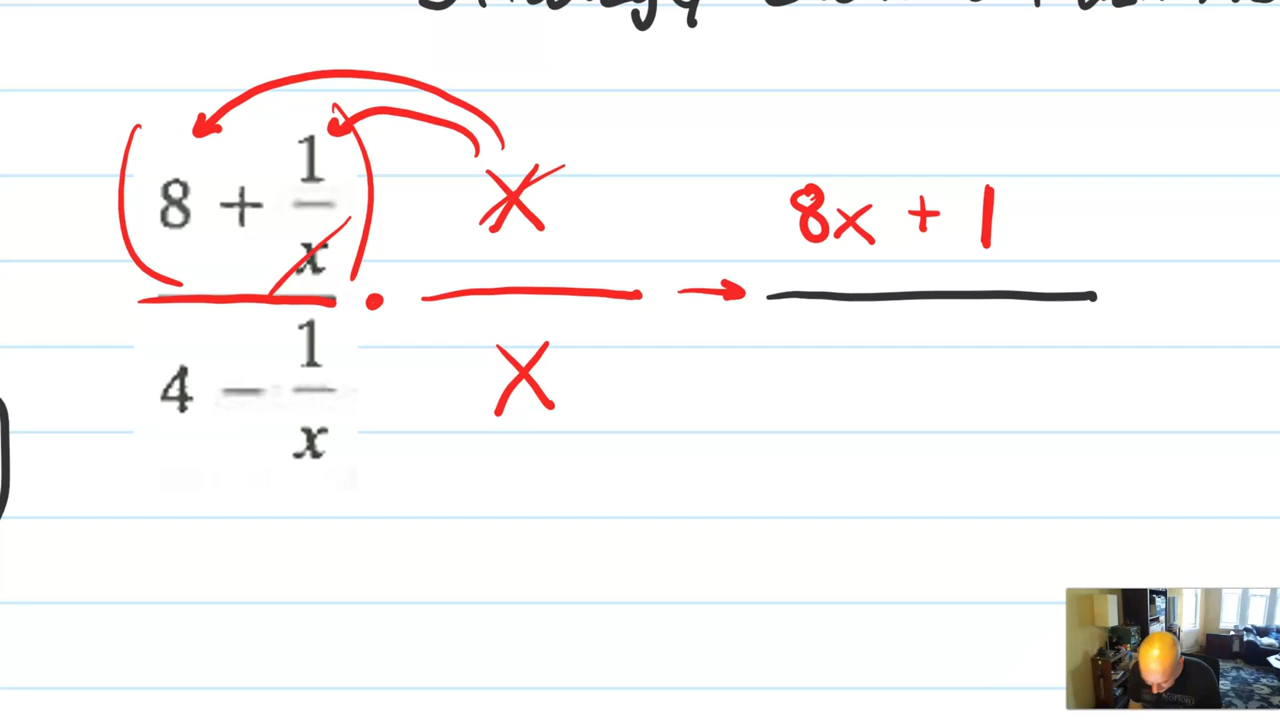 8 + 1/x · x → 8x + 1
4 − 1/x x